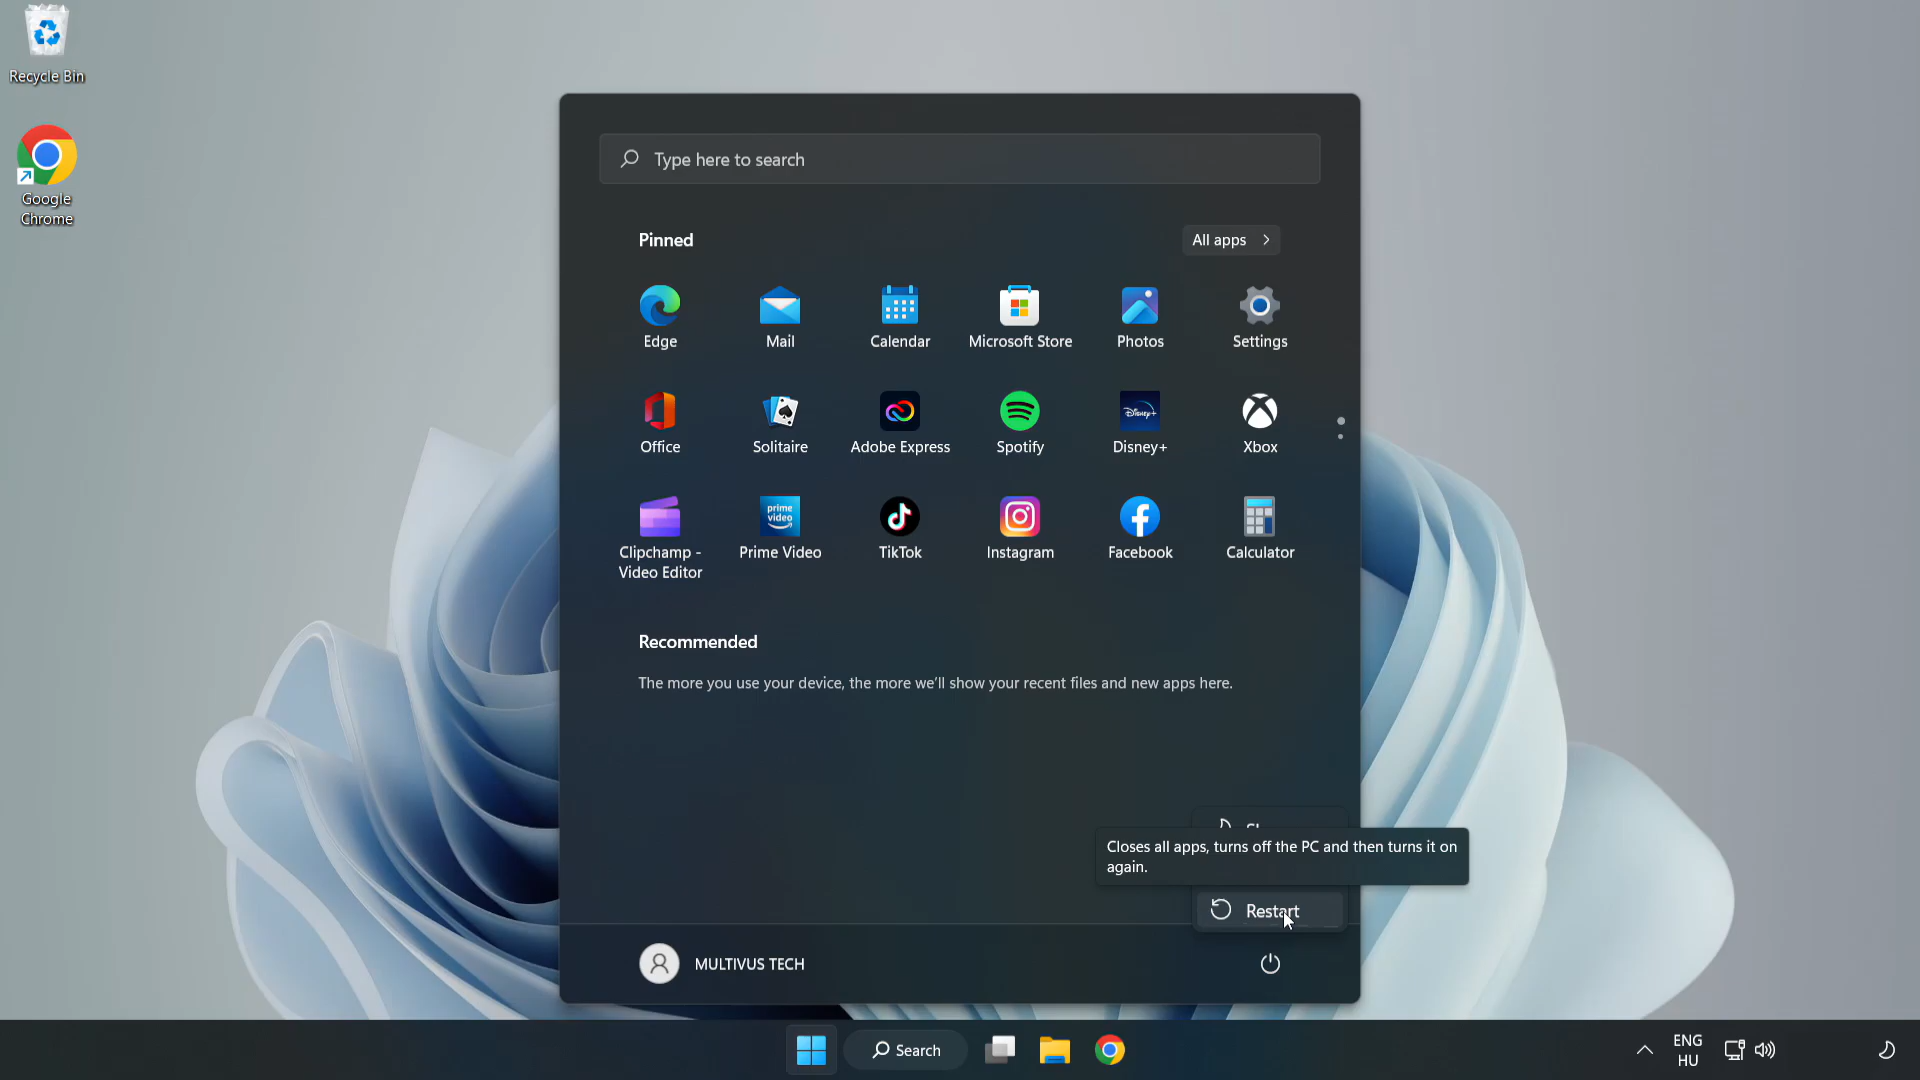 Recycle Bin
Google
Chrome
Type here to search
Pinned
All apps
Edge
Mail
Calendar
Microsoft Store
Photos
Settings
Office
Solitaire
Adobe Express
Spotify
Disney+
Disney+
Xbox
prime
video
Clipchamp -
Video Editor
Prime Video
TikTok
Instagram
Facebook
Calculator
Recommended
The more you use your device, the more we'll show your recent files and new apps here.
Closes all apps, turns off the PC and then turns it on
again.
Restart
MULTIVUS TECH
Search
ENG
HU